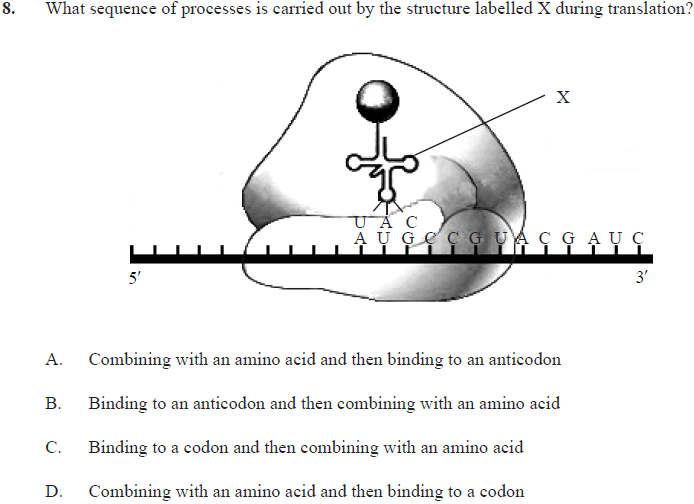 8. What sequence of processes is carried out by the structure labelled X during translation?
X
U A C
A U G C C G U A C G A U C
5′ 3′
A. Combining with an amino acid and then binding to an anticodon
B. Binding to an anticodon and then combining with an amino acid
C. Binding to a codon and then combining with an amino acid
D. Combining with an amino acid and then binding to a codon